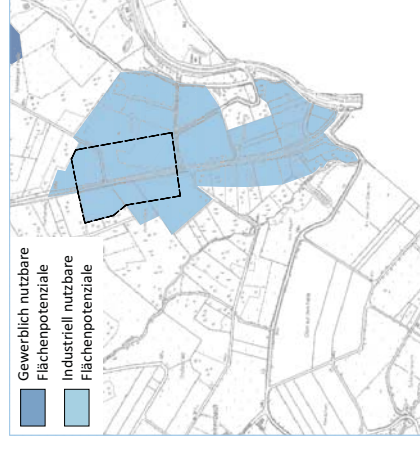 Gewerblich nutzbare
Flächenpotenziale
Industriell nutzbare
Flächenpotenziale